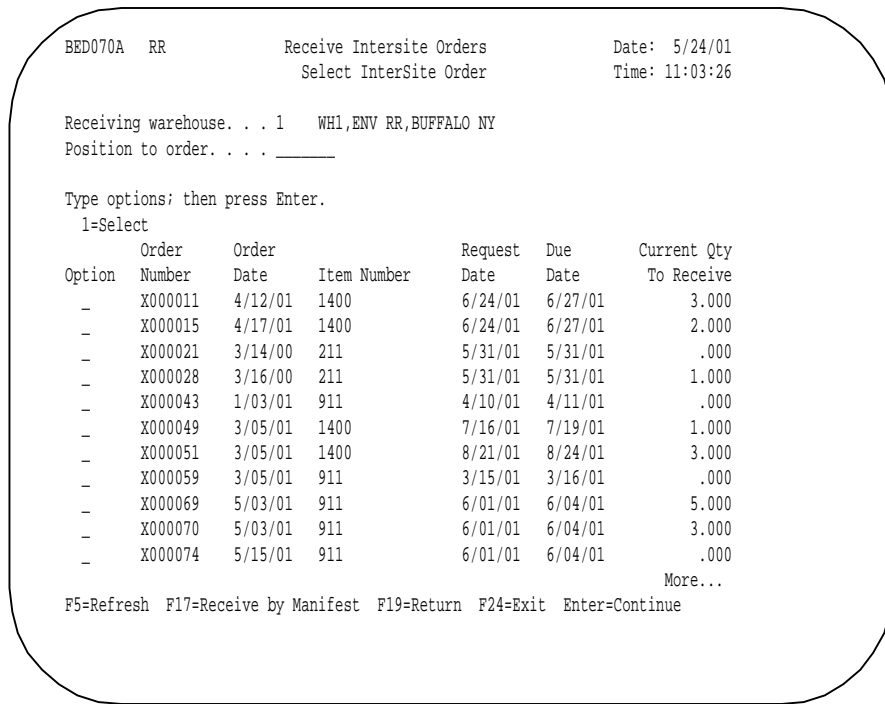 BED070A RR Receive Intersite Orders Date: 5/24/01
Select InterSite Order Time: 11:03:26
Receiving warehouse. . . 1 WH1,ENV RR,BUFFALO NY
Position to order. . . . _______
Type options; then press Enter.
1=Select
Order Order Request Due Current Qty
Option Number Date Item Number Date Date To Receive
_ X000011 4/12/01 1400 6/24/01 6/27/01 3.000
_ X000015 4/17/01 1400 6/24/01 6/27/01 2.000
_ X000021 3/14/00 211 5/31/01 5/31/01 .000
_ X000028 3/16/00 211 5/31/01 5/31/01 1.000
_ X000043 1/03/01 911 4/10/01 4/11/01 .000
_ X000049 3/05/01 1400 7/16/01 7/19/01 1.000
_ X000051 3/05/01 1400 8/21/01 8/24/01 3.000
_ X000059 3/05/01 911 3/15/01 3/16/01 .000
_ X000069 5/03/01 911 6/01/01 6/04/01 5.000
_ X000070 5/03/01 911 6/01/01 6/04/01 3.000
_ X000074 5/15/01 911 6/01/01 6/04/01 .000
More...
F5=Refresh F17=Receive by Manifest F19=Return F24=Exit Enter=Continue